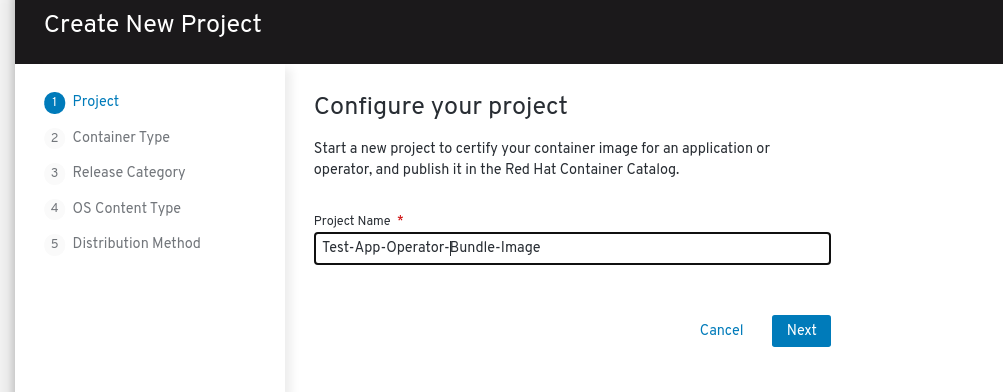 Create New Project
1 Project
2 Container Type
3 Release Category
4 OS Content Type
5 Distribution Method
Configure your project
Start a new project to certify your container image for an application or
operator, and publish it in the Red Hat Container Catalog.
Project Name *
Test-App-Operator-Bundle-Image
Cancel
Next